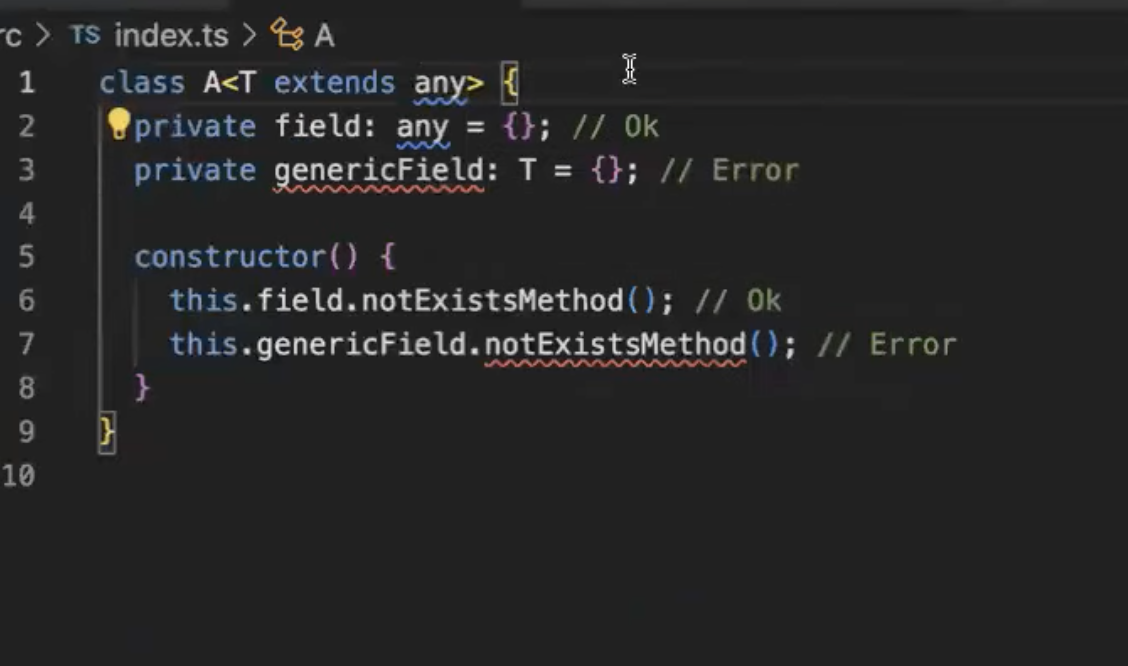 rc > TS index.ts > A
1 class A<T extends any> {
2 private field: any = {}; // Ok
3 private genericField: T = {}; // Error
4
5 constructor() {
6 this.field.notExistsMethod(); // Ok
7 this.genericField.notExistsMethod(); // Error
8 }
9 }
10